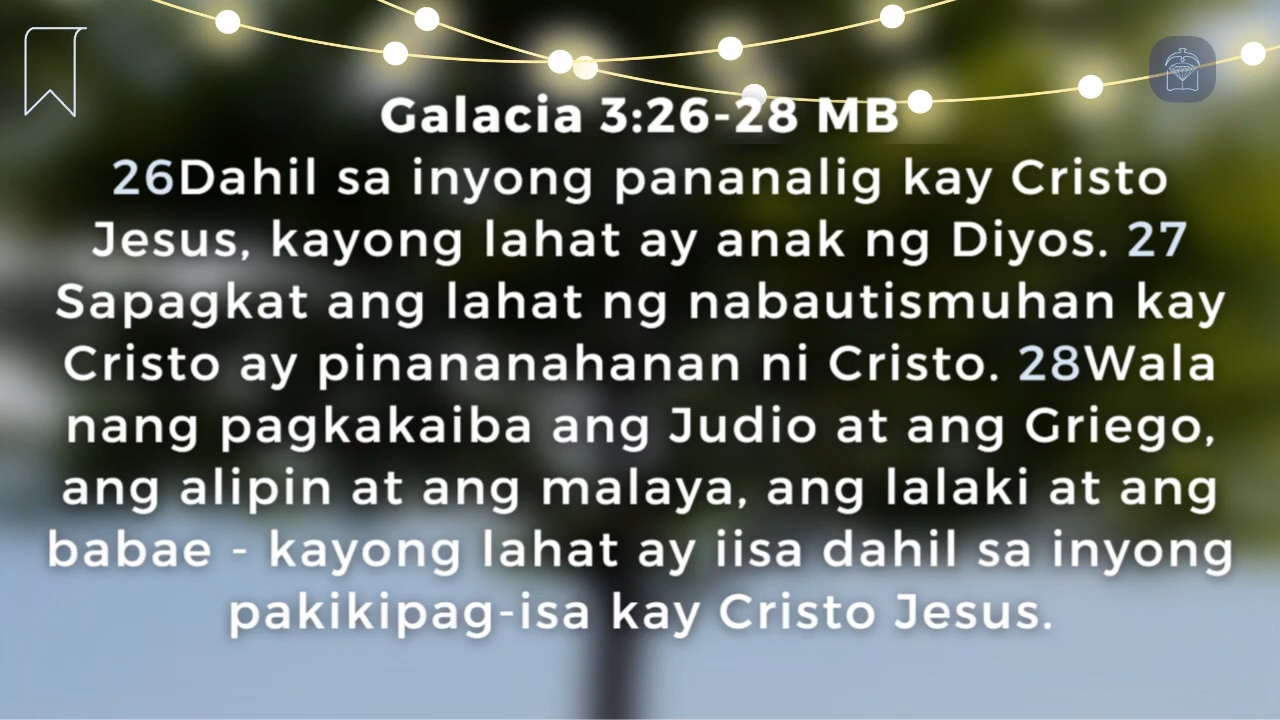 Galacia 3:26-28 MB
26Dahil sa inyong pananalig kay Cristo
Jesus, kayong lahat ay anak ng Diyos. 27
Sapagkat ang lahat ng nabautismuhan kay
Cristo ay pinananahanan ni Cristo. 28Wala
nang pagkakaiba ang Judio at ang Griego,
ang alipin at ang malaya, ang lalaki at ang
babae - kayong lahat ay iisa dahil sa inyong
pakikipag-isa kay Cristo Jesus.